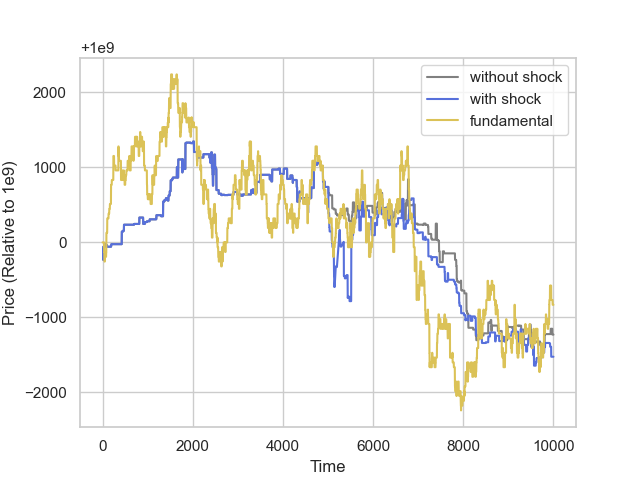 +1e9
without shock
with shock
fundamental
2000
1000
0
−1000
−2000
Price (Relative to 1e9)
0
2000
4000
6000
8000
10000
Time